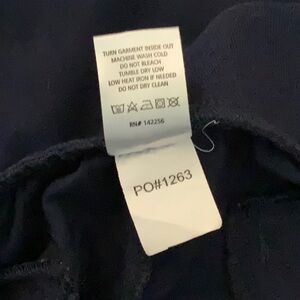 TURN GARMENT INSIDE OUT
MACHINE WASH COLD
DO NOT BLEACH
TUMBLE DRY LOW
LOW HEAT IRON IF NEEDED
DO NOT DRY CLEAN
RN# 142256
PO#1263